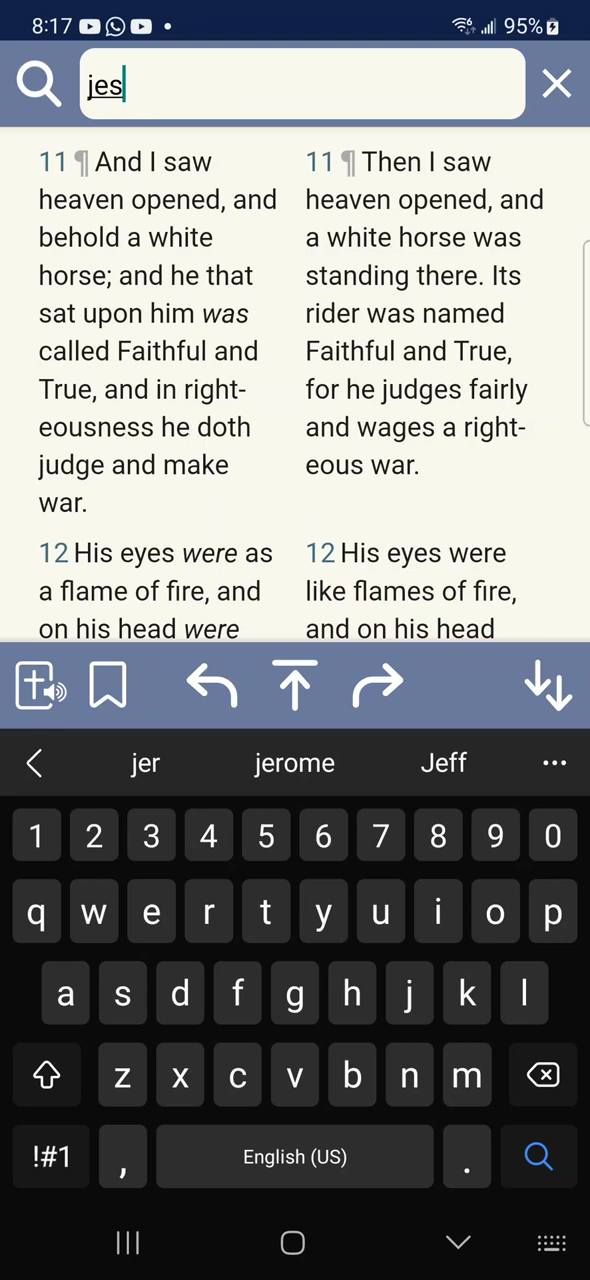 8:17 95%
jes
11 ¶ And I saw
heaven opened, and
behold a white
horse; and he that
sat upon him was
called Faithful and
True, and in right-
eousness he doth
judge and make
war.
12 His eyes were as
a flame of fire, and
on his head were
11 ¶ Then I saw
heaven opened, and
a white horse was
standing there. Its
rider was named
Faithful and True,
for he judges fairly
and wages a right-
eous war.
12 His eyes were
like flames of fire,
and on his head
jer jerome Jeff ...
1 2 3 4 5 6 7 8 9 0
q w e r t y u i o p
a s d f g h j k l
z x c v b n m
!#1 , English (US) .